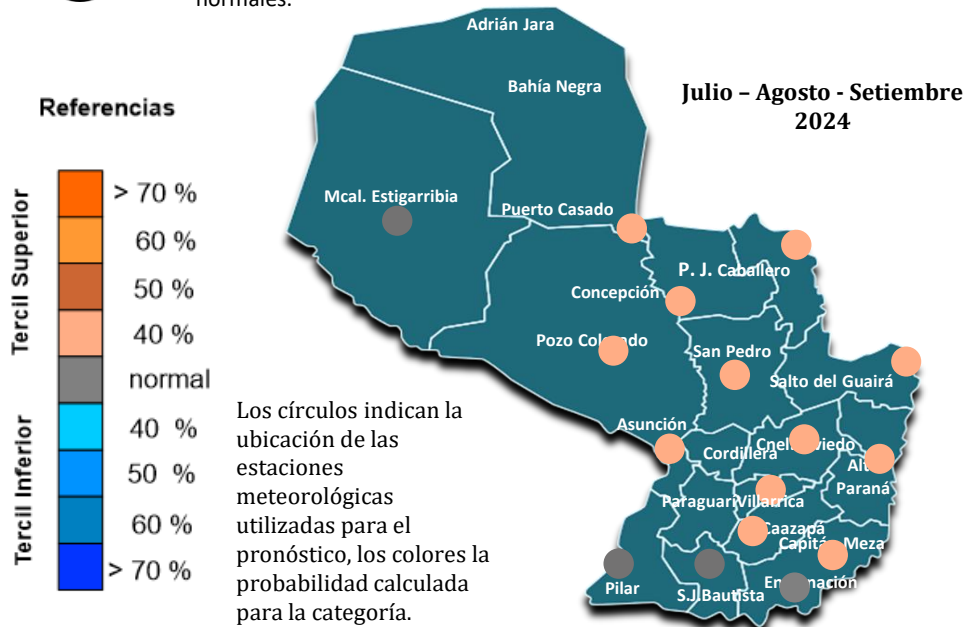 normales.
Adrián Jara
Bahía Negra
Julio – Agosto - Setiembre
2024
Referencias
Tercil Superior
> 70 %
60 %
50 %
40 %
normal
Tercil Inferior
40 %
50 %
60 %
> 70 %
Mcal. Estigarribia
Puerto Casado
P. J. Caballero
Concepción
Pozo Colorado
San Pedro
Salto del Guairá
Los círculos indican la
ubicación de las
estaciones
meteorológicas
utilizadas para el
pronóstico, los colores la
probabilidad calculada
para la categoría.
Asunción
Cordillera
Cnel. Oviedo
Alto
Paraná
Paraguarí
Villarrica
Caazapá
Capitán Meza
Pilar
S.J.Bautista
Encarnación